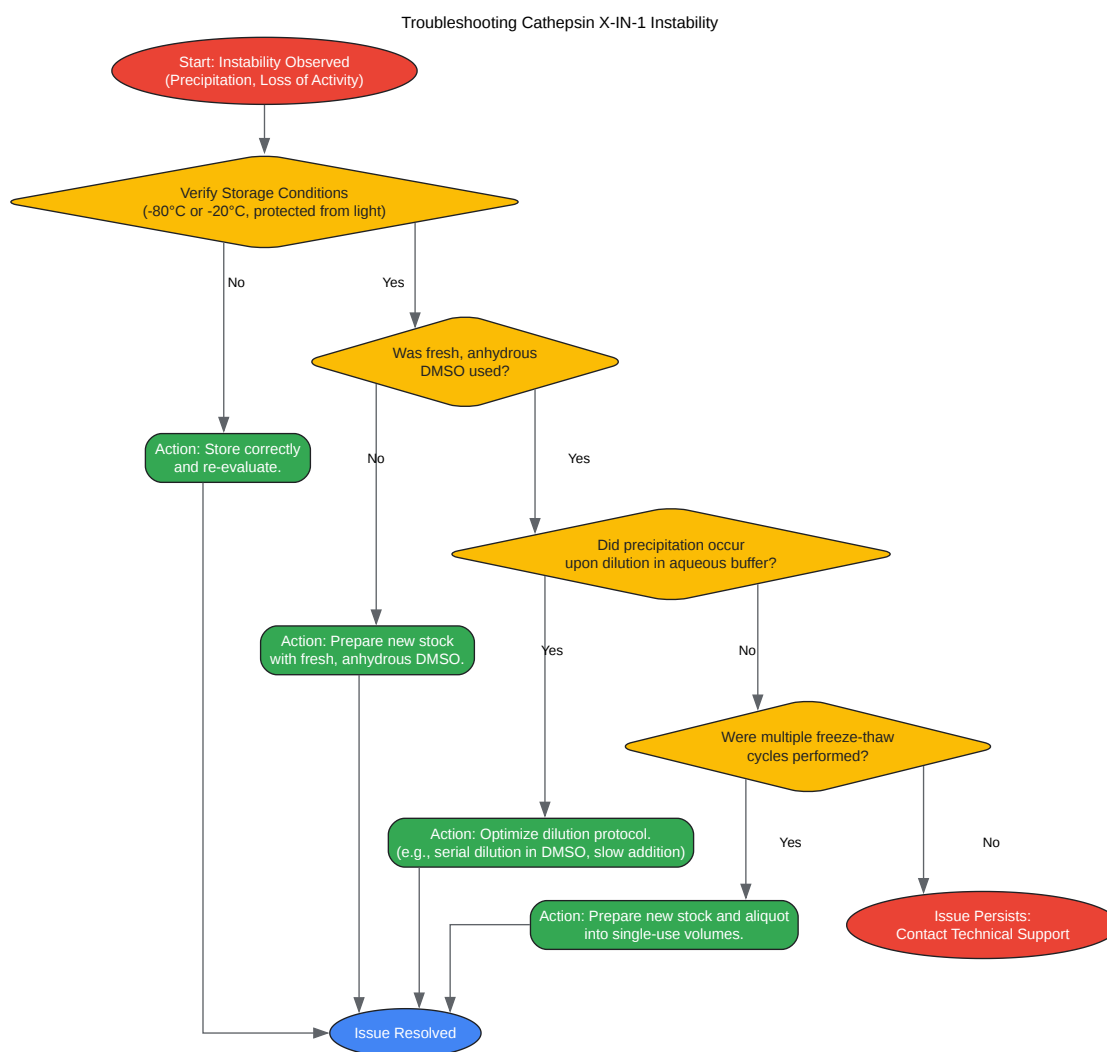 Troubleshooting Cathepsin X-IN-1 Instability
Start: Instability Observed
(Precipitation, Loss of Activity)
Verify Storage Conditions
(-80°C or -20°C, protected from light)
No
Yes
Was fresh, anhydrous
DMSO used?
Action: Store correctly
and re-evaluate.
No
Yes
Did precipitation occur
upon dilution in aqueous buffer?
Action: Prepare new stock
with fresh, anhydrous DMSO.
Yes
No
Were multiple freeze-thaw
cycles performed?
Action: Optimize dilution protocol.
(e.g., serial dilution in DMSO, slow addition)
Yes
No
Action: Prepare new stock and aliquot
into single-use volumes.
Issue Persists:
Contact Technical Support
Issue Resolved